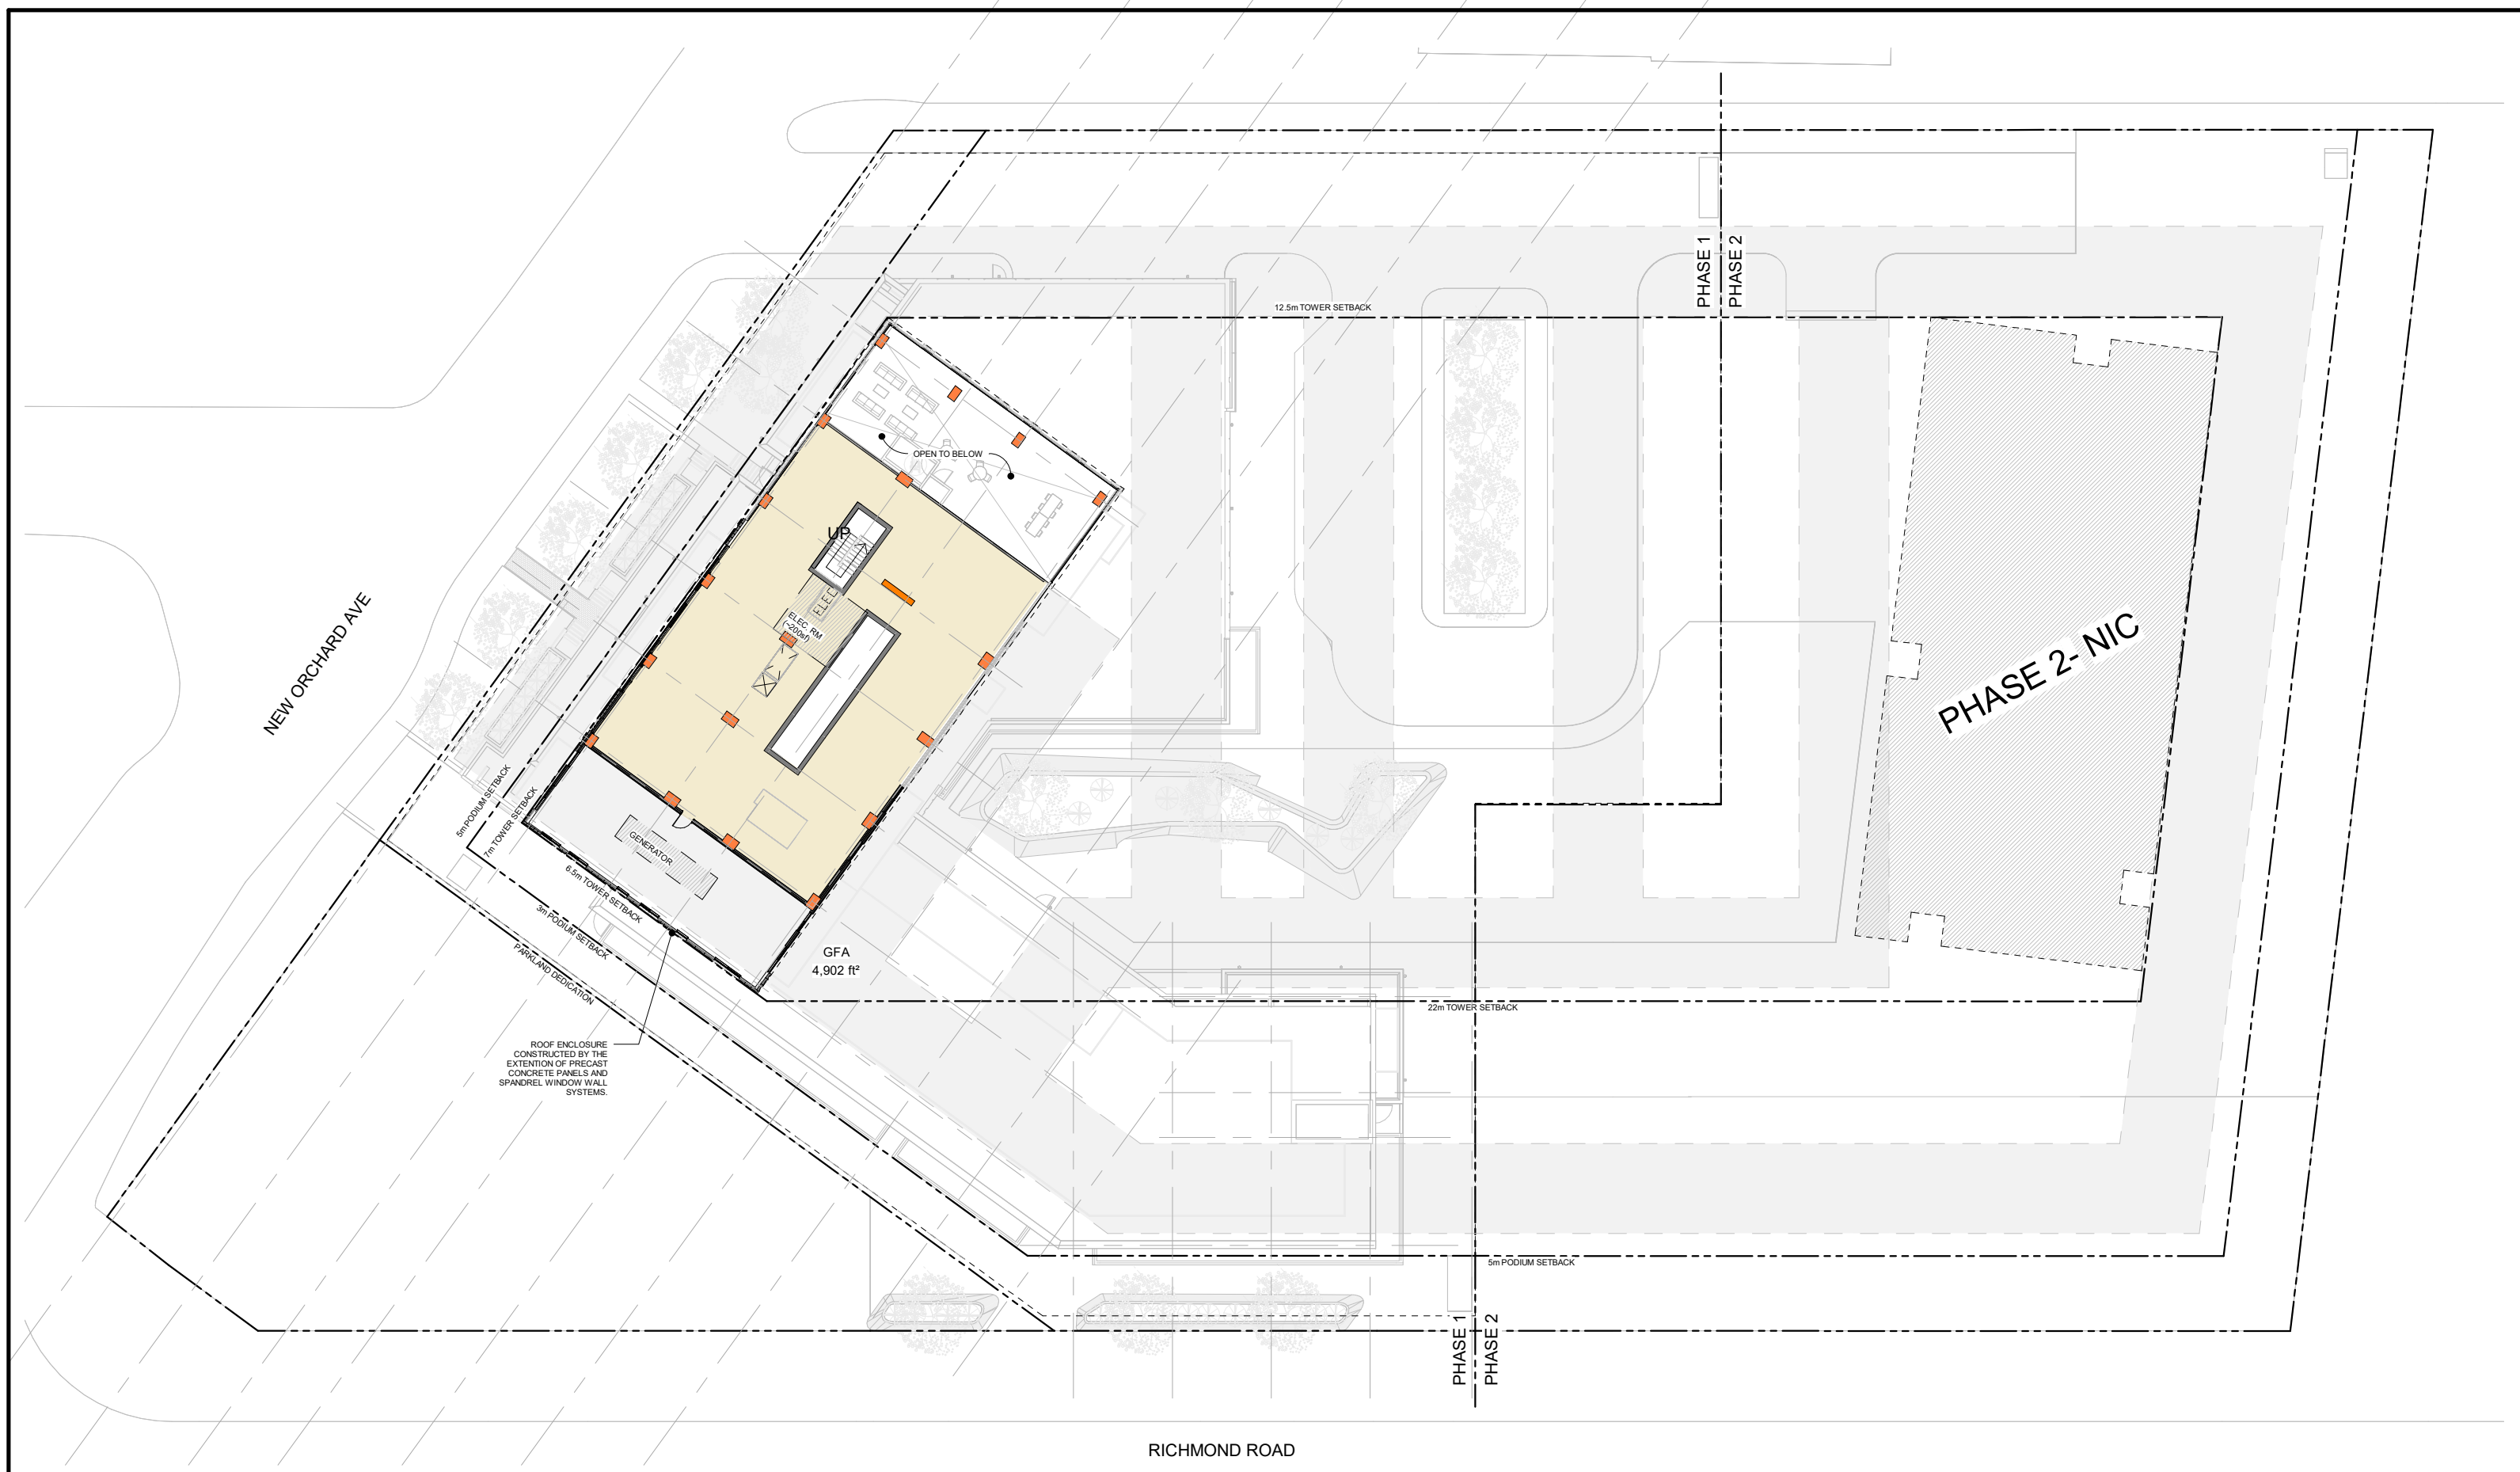 PHASE 1
PHASE 2
12.5m TOWER SETBACK
OPEN TO BELOW
UP
ELEC
ELEC. RM
(~200sf)
NEW ORCHARD AVE
PHASE 2- NIC
5m PODIUM SETBACK
7m TOWER SETBACK
GENERATOR
6.5m TOWER SETBACK
3m PODIUM SETBACK
PARKLAND DEDICATION
GFA
4,902 ft²
22m TOWER SETBACK
ROOF ENCLOSURE
CONSTRUCTED BY THE
EXTENTION OF PRECAST
CONCRETE PANELS AND
SPANDREL WINDOW WALL
SYSTEMS.
5m PODIUM SETBACK
PHASE 1
PHASE 2
RICHMOND ROAD